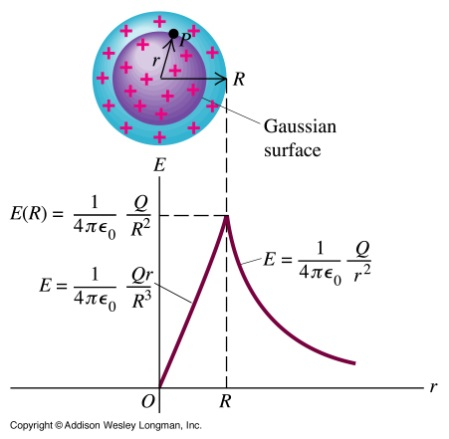 P
r
R
Gaussian
surface
E
E(R) = 1/4πϵ₀ Q/R²
E = 1/4πϵ₀ Q/r²
E = 1/4πϵ₀ Qr/R³
O R r
Copyright © Addison Wesley Longman, Inc.